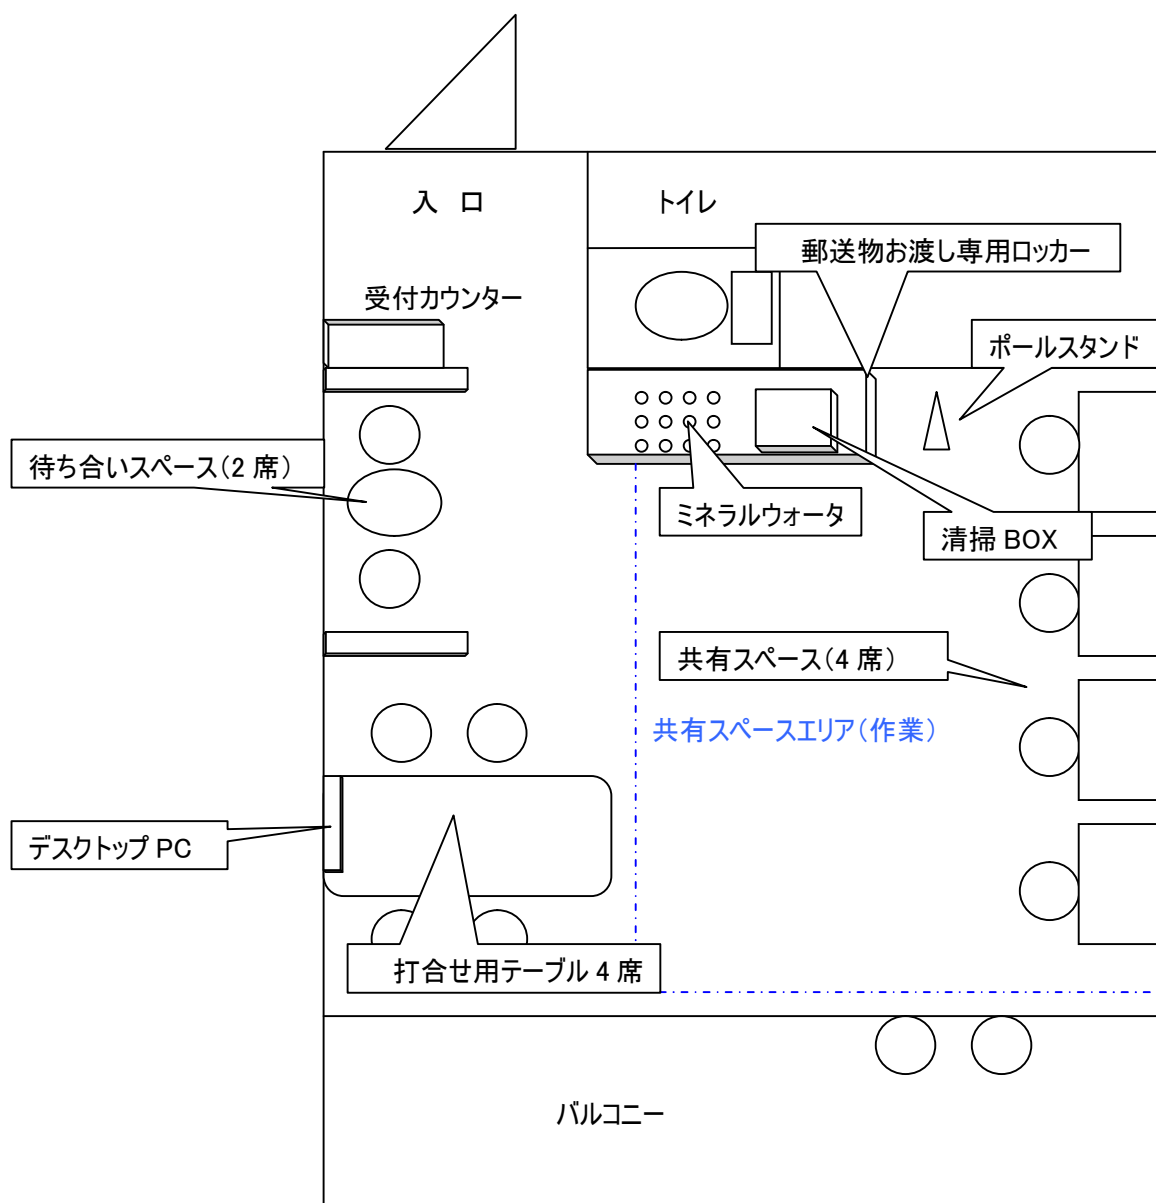 入 口
トイレ
郵送物お渡し専用ロッカー
受付カウンター
ポールスタンド
待ち合いスペース(2 席)
ミネラルウォータ
清掃 BOX
共有スペース(4 席)
共有スペースエリア(作業)
デスクトップ PC
打合せ用テーブル 4 席
バルコニー